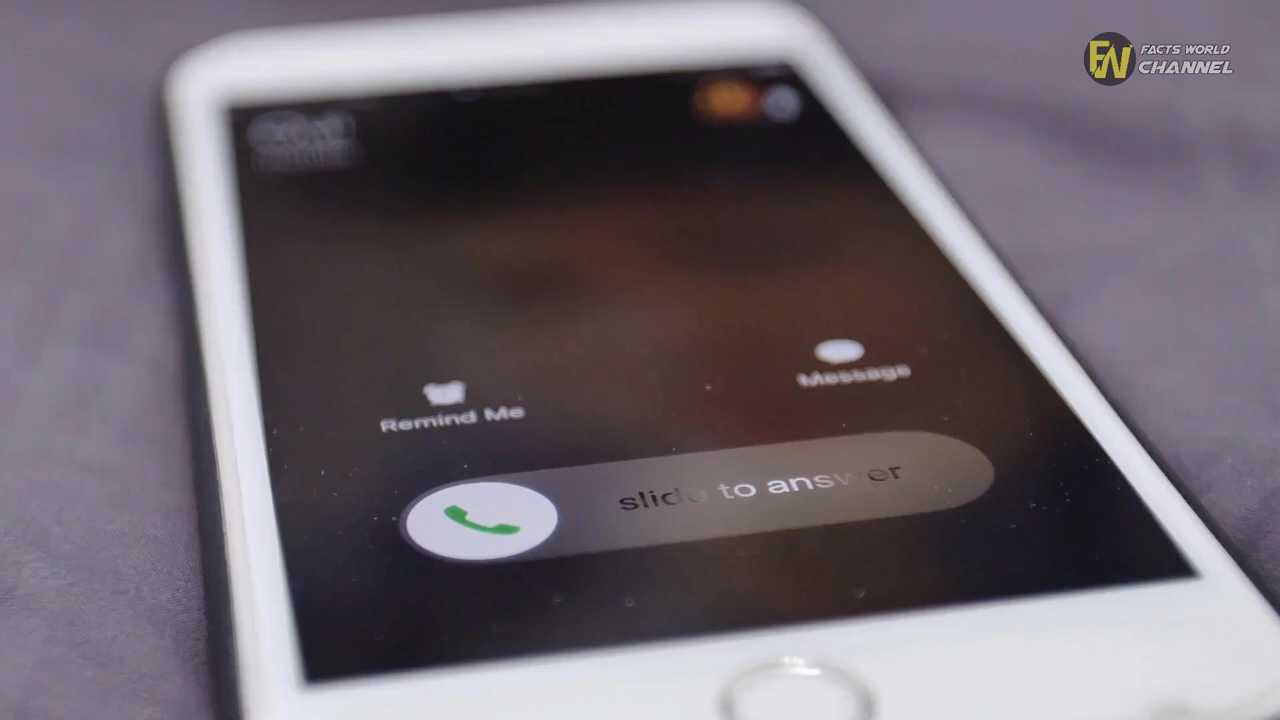 FACTS WORLD
CHANNEL
Message
Remind Me
slide to answer